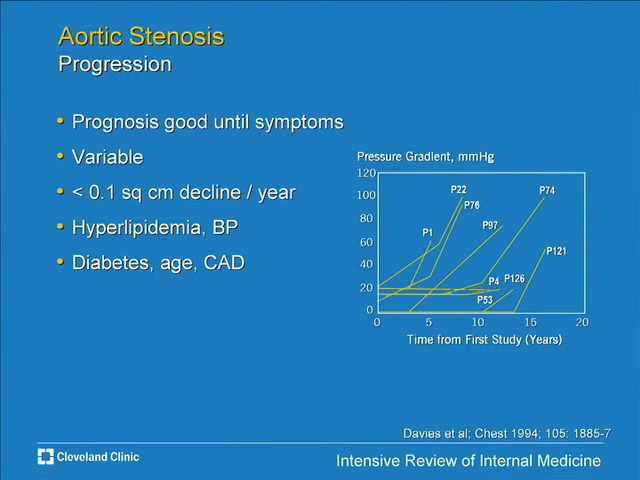 Aortic Stenosis
Progression
• Prognosis good until symptoms
• Variable
• < 0.1 sq cm decline / year
• Hyperlipidemia, BP
• Diabetes, age, CAD
Pressure Gradient, mmHg
120
100
80
60
40
20
0
P22
P76
P74
P1
P97
P121
P4
P126
P53
0 5 10 15 20
Time from First Study (Years)
Davies et al; Chest 1994; 105: 1885-7
Cleveland Clinic
Intensive Review of Internal Medicine